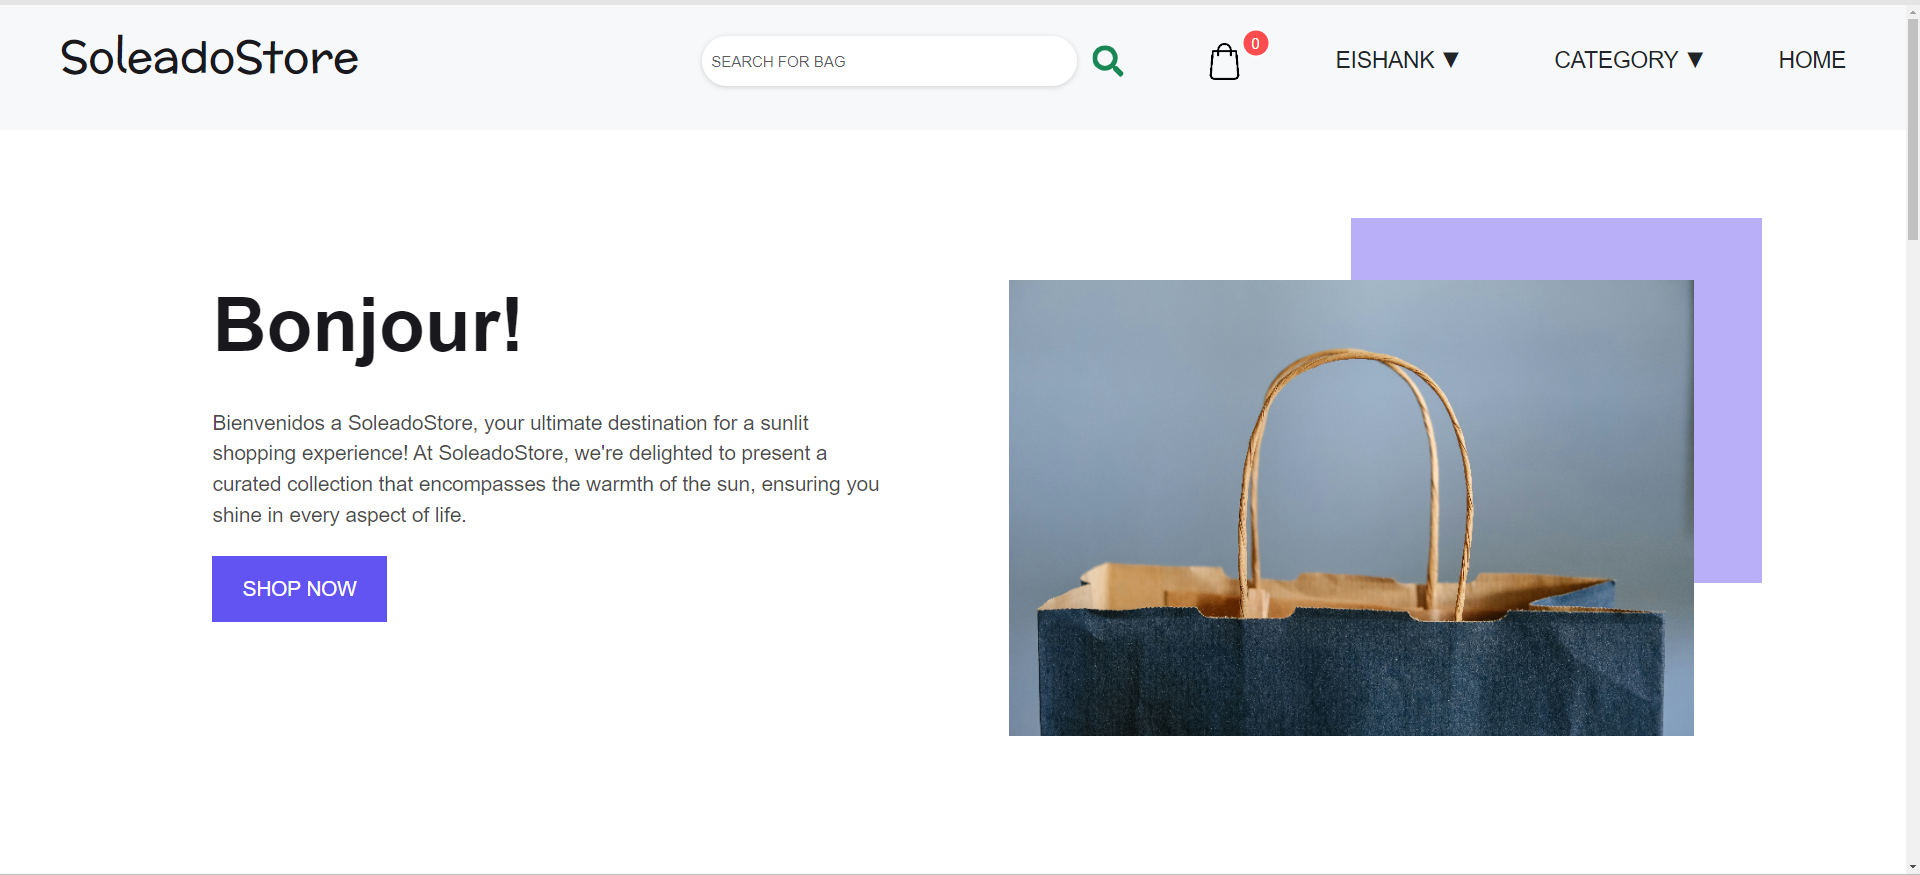 SoleadoStore
SEARCH FOR BAG
0
EISHANK ▼
CATEGORY ▼
HOME
Bonjour!
Bienvenidos a SoleadoStore, your ultimate destination for a sunlit
shopping experience! At SoleadoStore, we're delighted to present a
curated collection that encompasses the warmth of the sun, ensuring you
shine in every aspect of life.
SHOP NOW